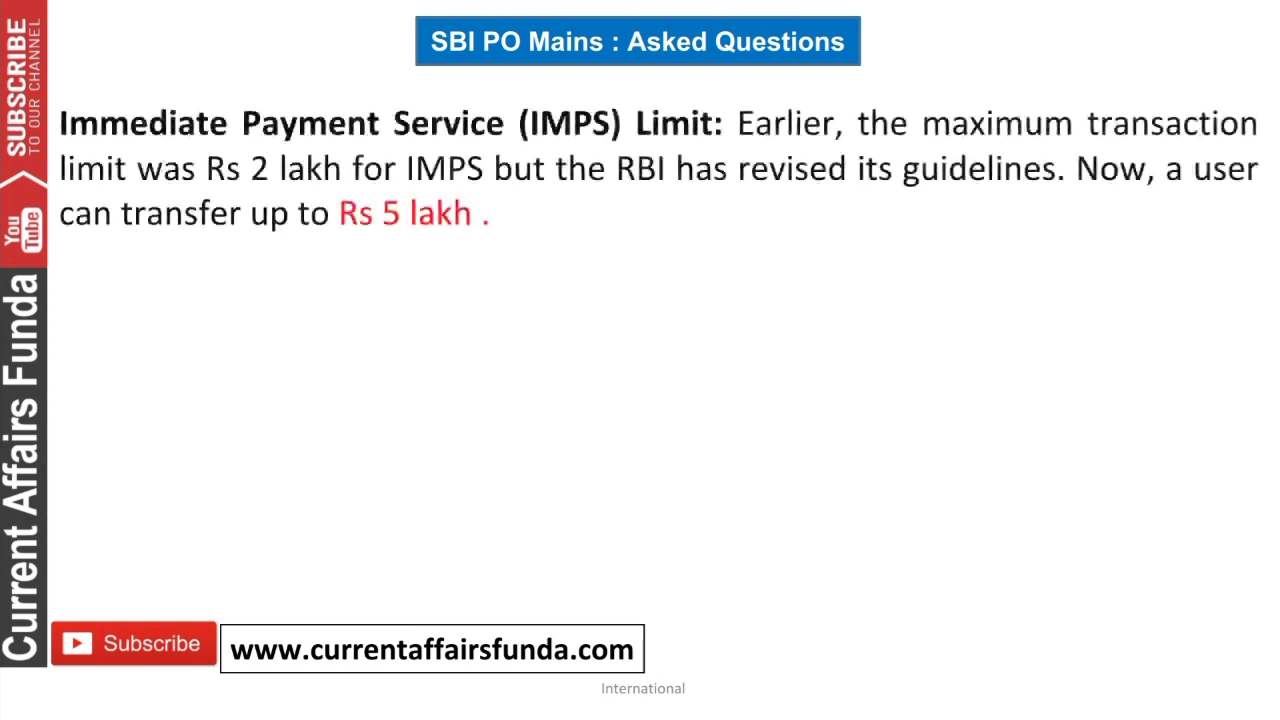 SBI PO Mains : Asked Questions
Immediate Payment Service (IMPS) Limit: Earlier, the maximum transaction
limit was Rs 2 lakh for IMPS but the RBI has revised its guidelines. Now, a user
can transfer up to Rs 5 lakh .
SUBSCRIBE
TO OUR CHANNEL
You
Tube
Current Affairs Funda
Subscribe
www.currentaffairsfunda.com
International